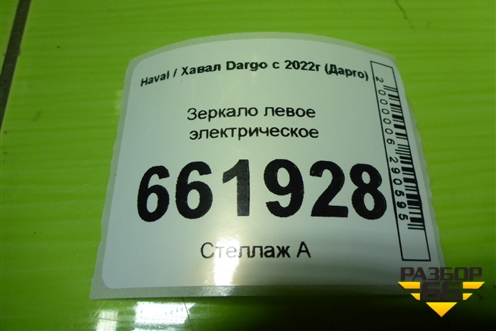 Haval / Хавал Dargo с 2022г (Дарго)
Зеркало левое
электрическое
661928
Стеллаж А
2000006290595
РАЗБОР